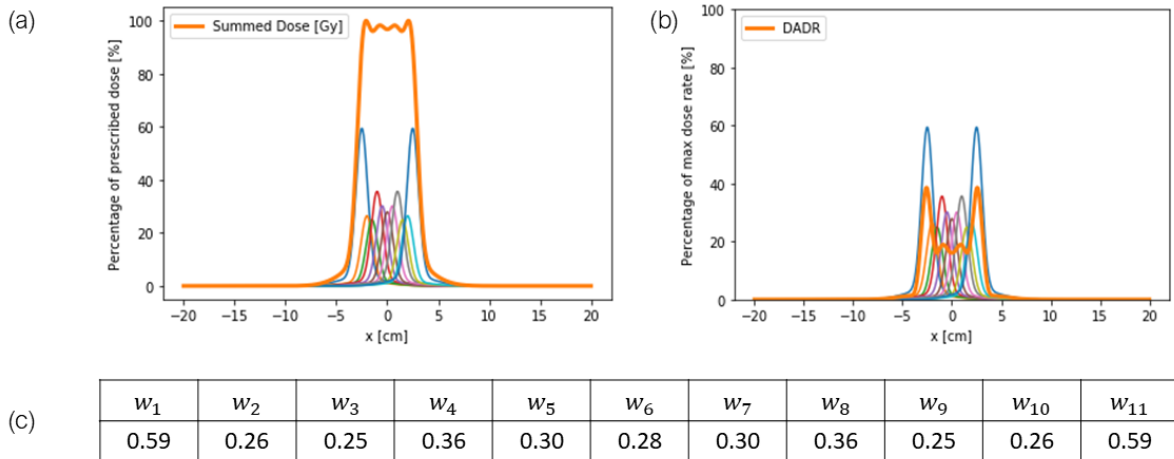 (a)
Percentage of prescribed dose [%]
100
80
60
40
20
0
Summed Dose [Gy]
−20 −15 −10 −5 0 5 10 15 20
x [cm]
(b)
Percentage of max dose rate [%]
100
80
60
40
20
0
DADR
−20 −15 −10 −5 0 5 10 15 20
x [cm]
(c)
w₁ w₂ w₃ w₄ w₅ w₆ w₇ w₈ w₉ w₁₀ w₁₁
0.59 0.26 0.25 0.36 0.30 0.28 0.30 0.36 0.25 0.26 0.59